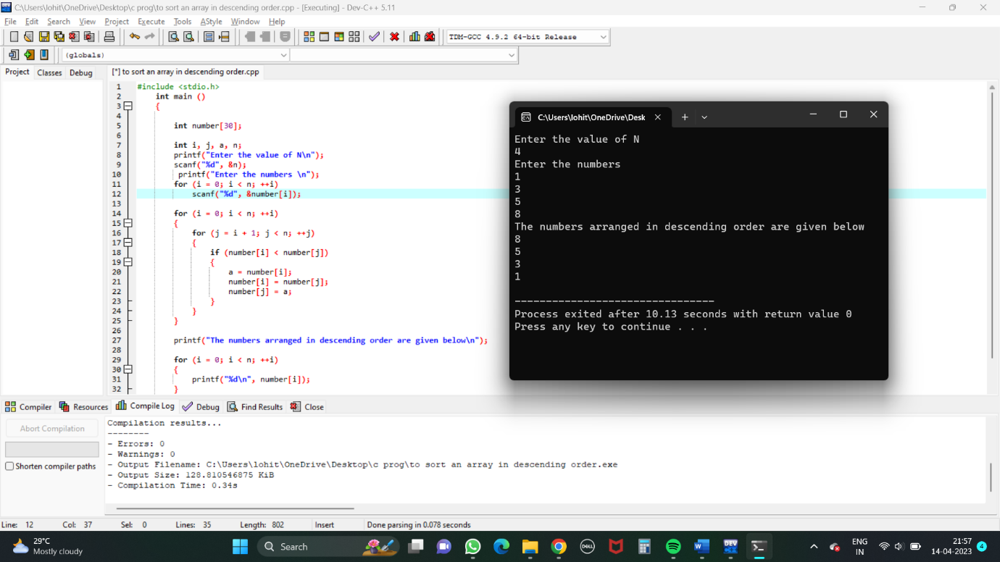 C:\Users\lohit\OneDrive\Desktop\c prog\to sort an array in descending order.cpp - [Executing] - Dev-C++ 5.11
File Edit Search View Project Execute Tools AStyle Window Help
TDM-GCC 4.9.2 64-bit Release
(globals)
Project Classes Debug
[*] to sort an array in descending order.cpp
1 #include <stdio.h>
2 int main ()
3 {
4
5 int number[30];
6
7 int i, j, a, n;
8 printf("Enter the value of N\n");
9 scanf("%d", &n);
10 printf("Enter the numbers \n");
11 for (i = 0; i < n; ++i)
12 scanf("%d", &number[i]);
13
14 for (i = 0; i < n; ++i)
15 {
16 for (j = i + 1; j < n; ++j)
17 {
18 if (number[i] < number[j])
19 {
20 a = number[i];
21 number[i] = number[j];
22 number[j] = a;
23 }
24 }
25 }
26
27 printf("The numbers arranged in descending order are given below\n");
28
29 for (i = 0; i < n; ++i)
30 {
31 printf("%d\n", number[i]);
32 }
C:\Users\lohit\OneDrive\Desk
Enter the value of N
4
Enter the numbers
1
3
5
8
The numbers arranged in descending order are given below
8
5
3
1
--------------------------------
Process exited after 10.13 seconds with return value 0
Press any key to continue . . .
Compiler Resources Compile Log Debug Find Results Close
Abort Compilation
Shorten compiler paths
Compilation results...
--------
- Errors: 0
- Warnings: 0
- Output Filename: C:\Users\lohit\OneDrive\Desktop\c prog\to sort an array in descending order.exe
- Output Size: 128.810546875 KiB
- Compilation Time: 0.34s
Line: 12 Col: 37 Sel: 0 Lines: 35 Length: 802 Insert Done parsing in 0.078 seconds
29°C
Mostly cloudy
Search
DELL
W
DEV
ENG
IN
21:57
14-04-2023
4